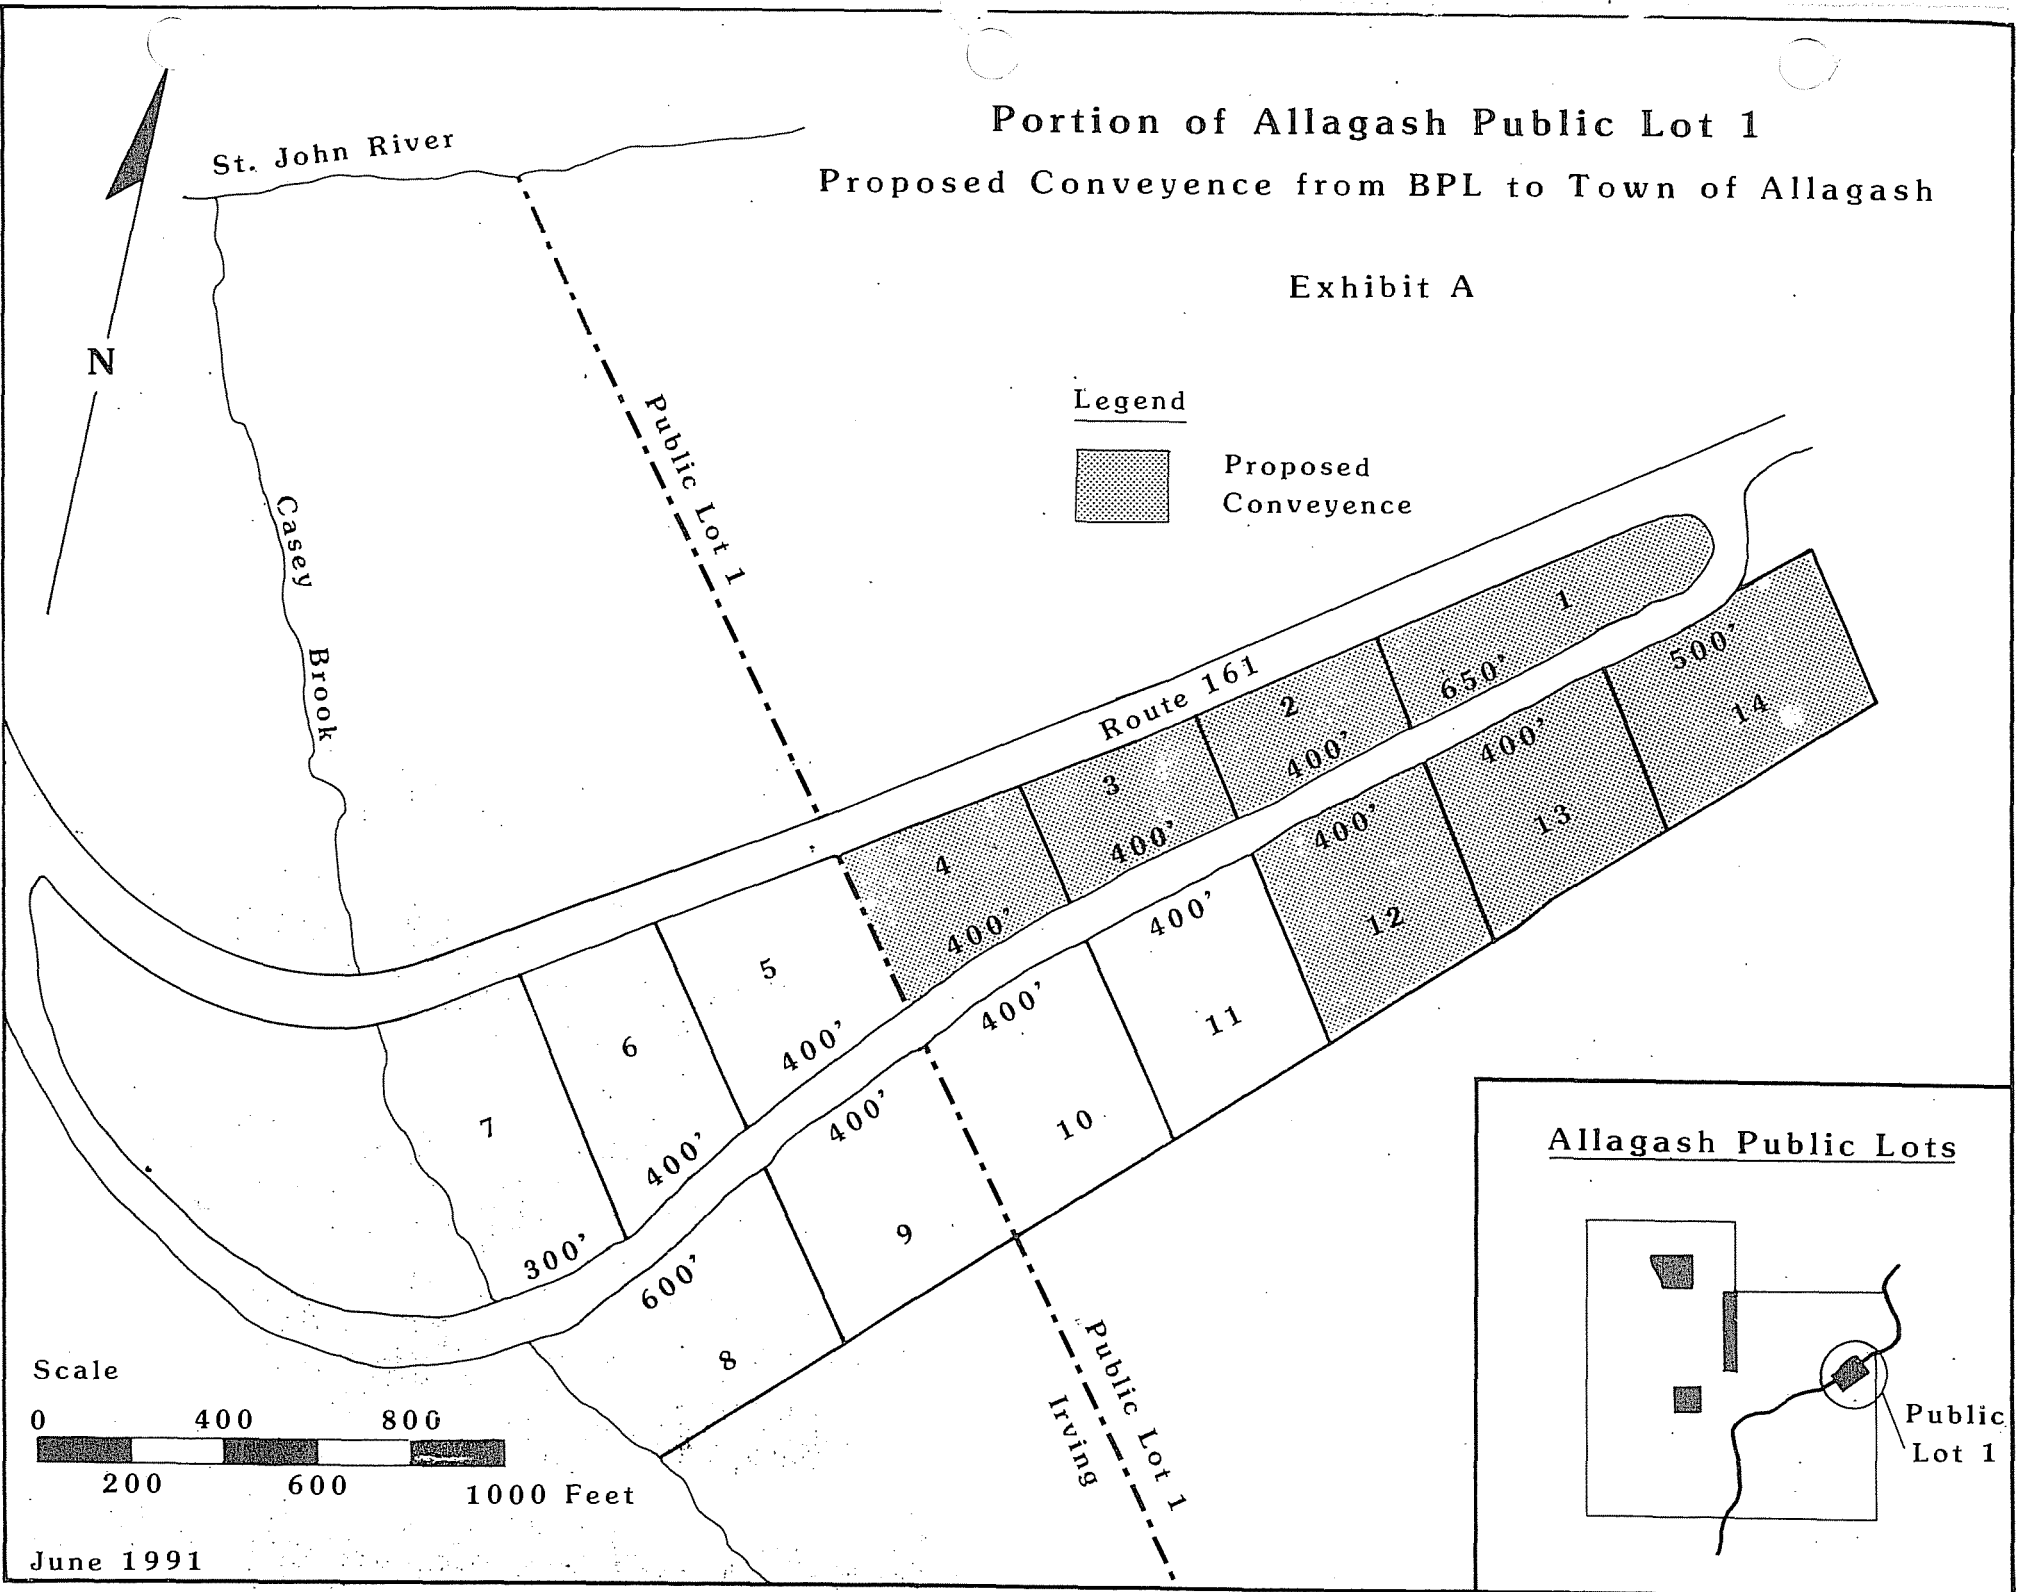 Portion of Allagash Public Lot 1
Proposed Conveyence from BPL to Town of Allagash
Exhibit A
St. John River
N
Legend
Proposed
Conveyence
Public Lot 1
Casey Brook
Route 161
1
650'
2
400'
3
400'
4
400'
5
400'
6
400'
7
300'
500'
14
400'
13
400'
12
400'
11
400'
10
400'
9
600'
8
Public Lot 1
Irving
Allagash Public Lots
Public
Lot 1
Scale
0 400 800
200 600 1000 Feet
June 1991